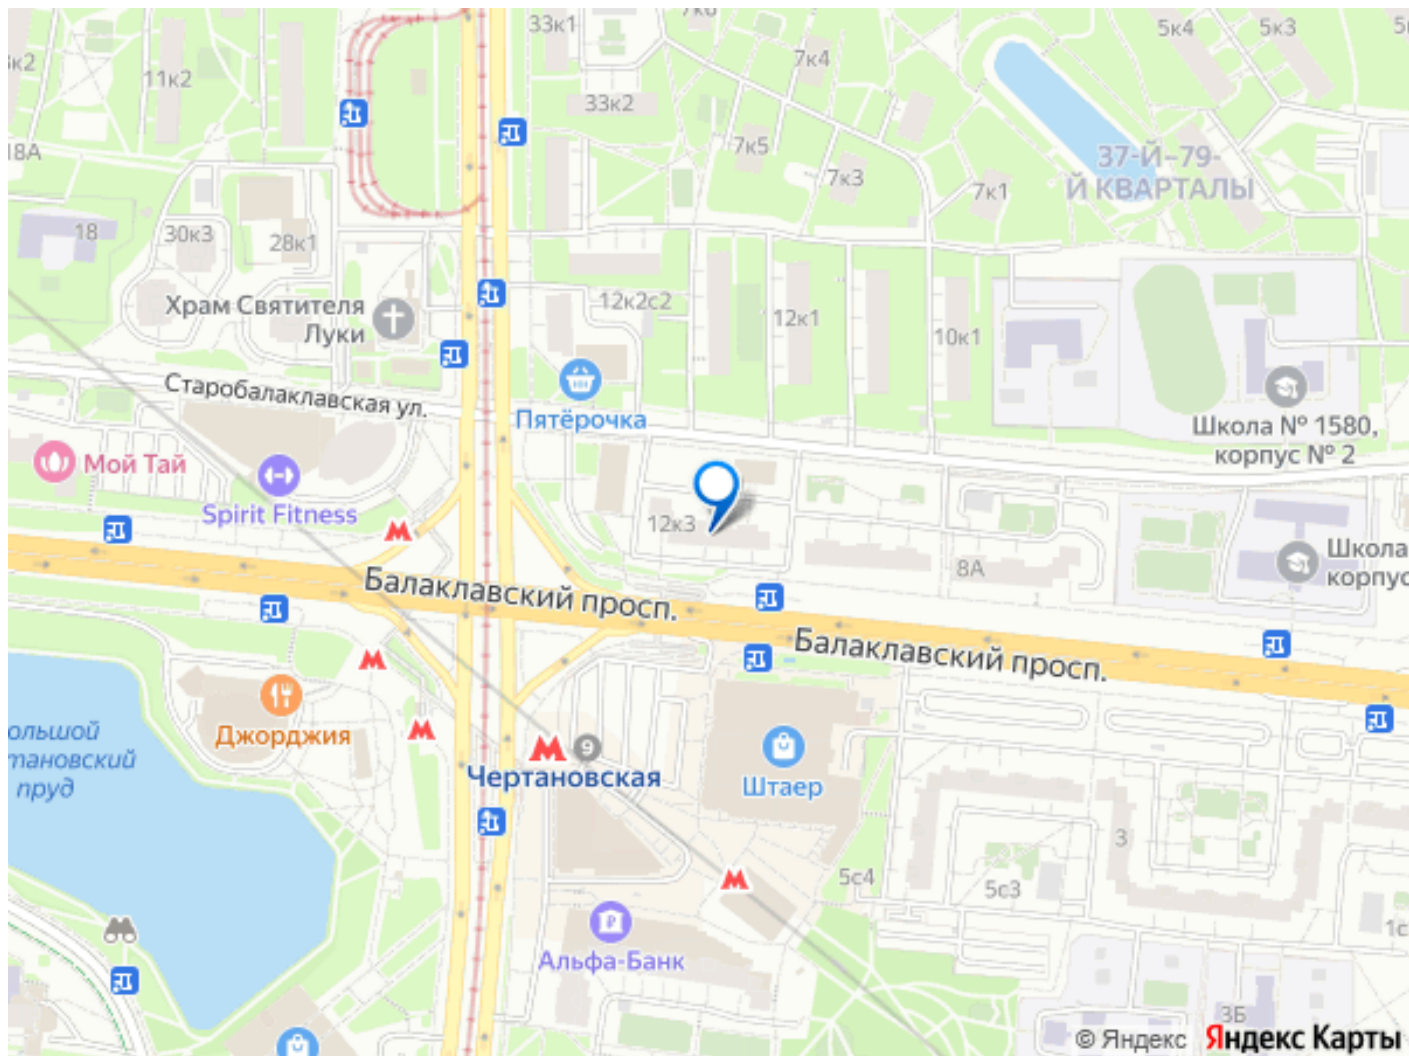 33к1
7к6
5к4
5к3
к2
11к2
7к4
33к2
18А
7к5
37-Й–79-
Й КВАРТАЛЫ
7к3
7к1
18
30к3
28к1
Храм Святителя
Луки
12к2с2
12к1
10к1
Старобалаклавская ул.
Пятёрочка
Школа № 1580,
корпус № 2
Мой Тай
Spirit Fitness
12к3
Школа
корпус
8А
Балаклавский просп.
Балаклавский просп.
Джорджия
ольшой
тановский
пруд
9
Чертановская
Штаер
3
5с4
5с3
1с
Альфа-Банк
3Б
© Яндекс Яндекс Карты